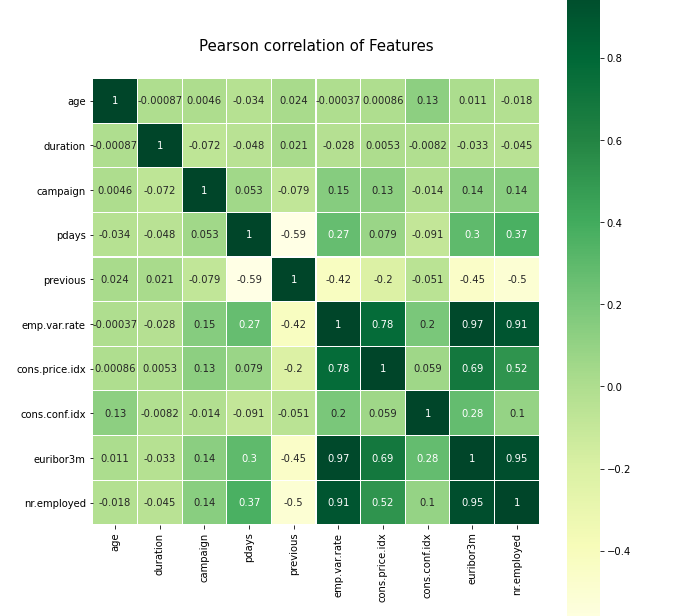 Pearson correlation of Features
age 1 -0.00087 0.0046 -0.034 0.024 -0.00037 0.00086 0.13 0.011 -0.018
duration -0.00087 1 -0.072 -0.048 0.021 -0.028 0.0053 -0.0082 -0.033 -0.045
campaign 0.0046 -0.072 1 0.053 -0.079 0.15 0.13 -0.014 0.14 0.14
pdays -0.034 -0.048 0.053 1 -0.59 0.27 0.079 -0.091 0.3 0.37
previous 0.024 0.021 -0.079 -0.59 1 -0.42 -0.2 -0.051 -0.45 -0.5
emp.var.rate -0.00037 -0.028 0.15 0.27 -0.42 1 0.78 0.2 0.97 0.91
cons.price.idx 0.00086 0.0053 0.13 0.079 -0.2 0.78 1 0.059 0.69 0.52
cons.conf.idx 0.13 -0.0082 -0.014 -0.091 -0.051 0.2 0.059 1 0.28 0.1
euribor3m 0.011 -0.033 0.14 0.3 -0.45 0.97 0.69 0.28 1 0.95
nr.employed -0.018 -0.045 0.14 0.37 -0.5 0.91 0.52 0.1 0.95 1
age duration campaign pdays previous emp.var.rate cons.price.idx cons.conf.idx euribor3m nr.employed
0.8
0.6
0.4
0.2
0.0
−0.2
−0.4